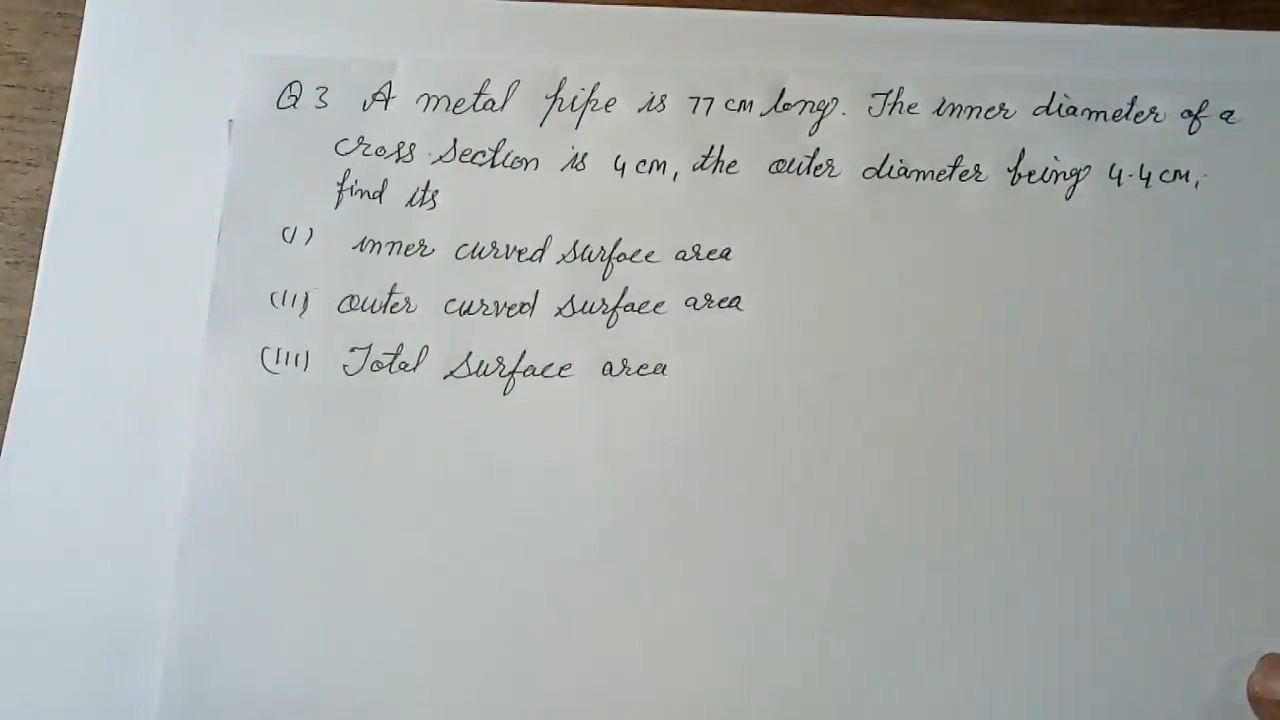 Q 3 A metal pipe is 77 cm long. The inner diameter of a
cross section is 4 cm, the outer diameter being 4.4 cm,
find its
(I) inner curved surface area
(II) outer curved surface area
(III) Total surface area